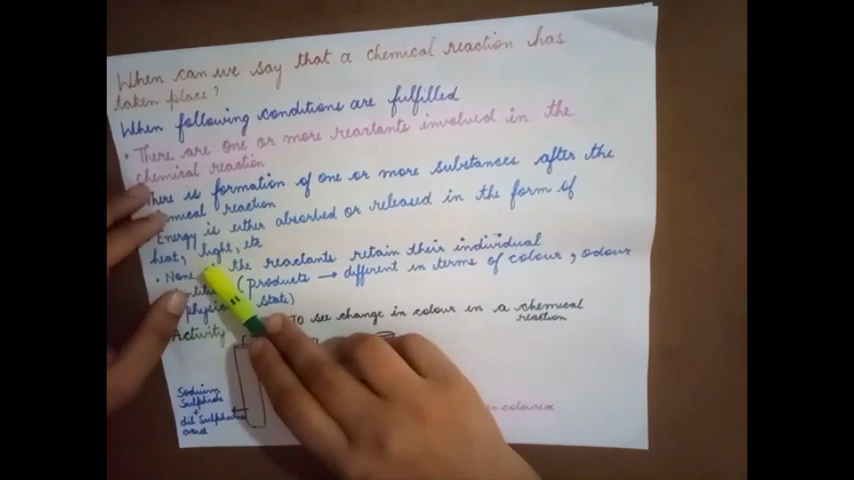 When can we say that a chemical reaction has
taken place?
When following conditions are fulfilled
• There are one or more reactants involved in the
chemical reaction
There is formation of one or more substances after the
mical reaction
Energy is either absorbed or released in the form of
heat, light, etc
• None the reactants retain their individual
(products → different in terms of colour, odour
physi state)
Activity To see change in colour in a chemical
reaction
Sodium
Sulphide
+
dil Sulphuric
acid
coloured